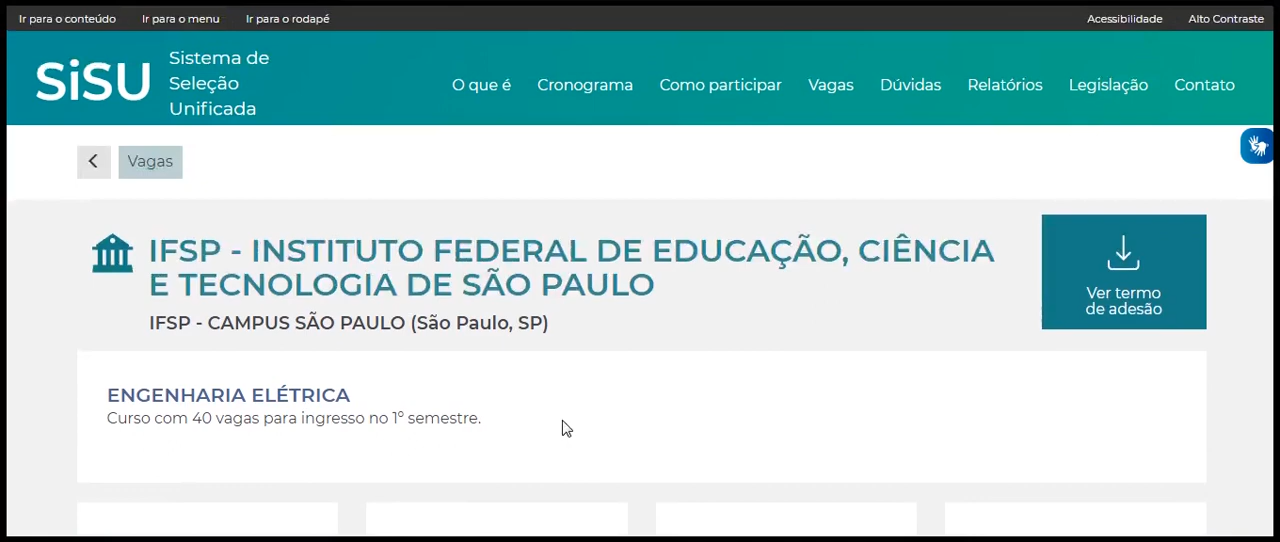 Ir para o conteúdo Ir para o menu Ir para o rodapé Acessibilidade Alto Contraste
SiSU
Sistema de
Seleção
Unificada
O que é Cronograma Como participar Vagas Dúvidas Relatórios Legislação Contato
Vagas
IFSP - INSTITUTO FEDERAL DE EDUCAÇÃO, CIÊNCIA
E TECNOLOGIA DE SÃO PAULO
IFSP - CAMPUS SÃO PAULO (São Paulo, SP)
Ver termo
de adesão
ENGENHARIA ELÉTRICA
Curso com 40 vagas para ingresso no 1º semestre.